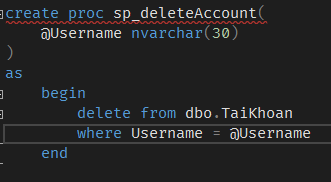 create proc sp_deleteAccount(
@Username nvarchar(30)
)
as
begin
delete from dbo.TaiKhoan
where Username = @Username
end